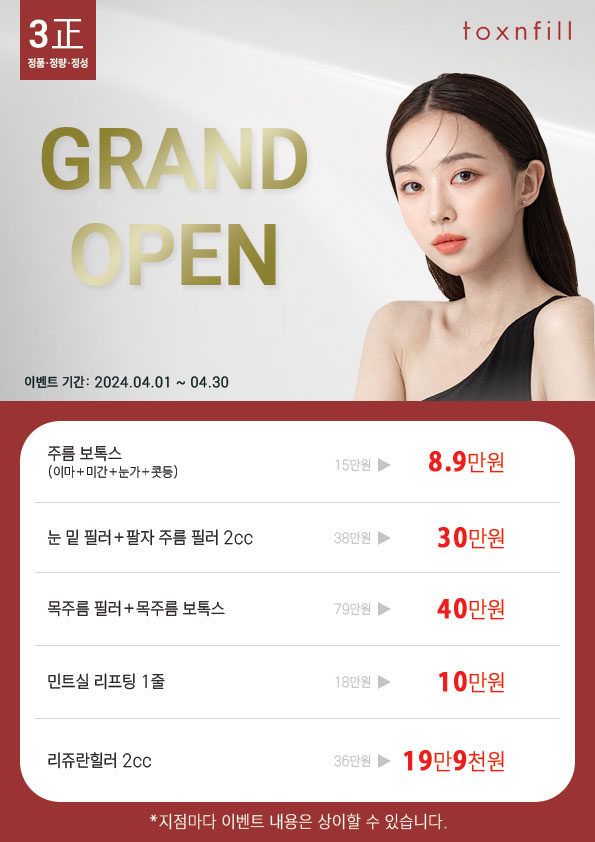 3正
정품·정량·정성
toxnfill
GRAND
OPEN
이벤트 기간: 2024.04.01 ~ 04.30
주름 보톡스
(이마+미간+눈가+콧등)
15만원 ▶ 8.9만원
눈 밑 필러+팔자 주름 필러 2cc
38만원 ▶ 30만원
목주름 필러+목주름 보톡스
79만원 ▶ 40만원
민트실 리프팅 1줄
18만원 ▶ 10만원
리쥬란힐러 2cc
36만원 ▶ 19만9천원
*지점마다 이벤트 내용은 상이할 수 있습니다.